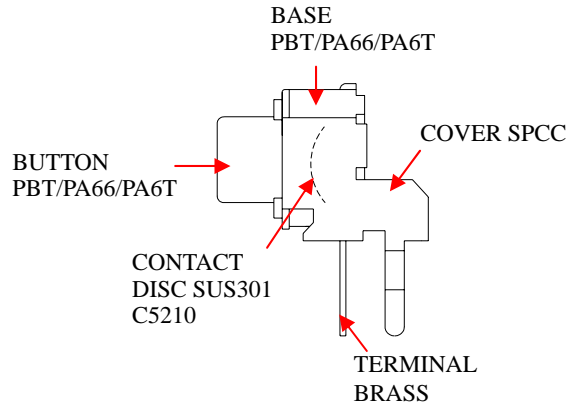 BASE
PBT/PA66/PA6T
COVER SPCC
BUTTON
PBT/PA66/PA6T
CONTACT
DISC SUS301
C5210
TERMINAL
BRASS